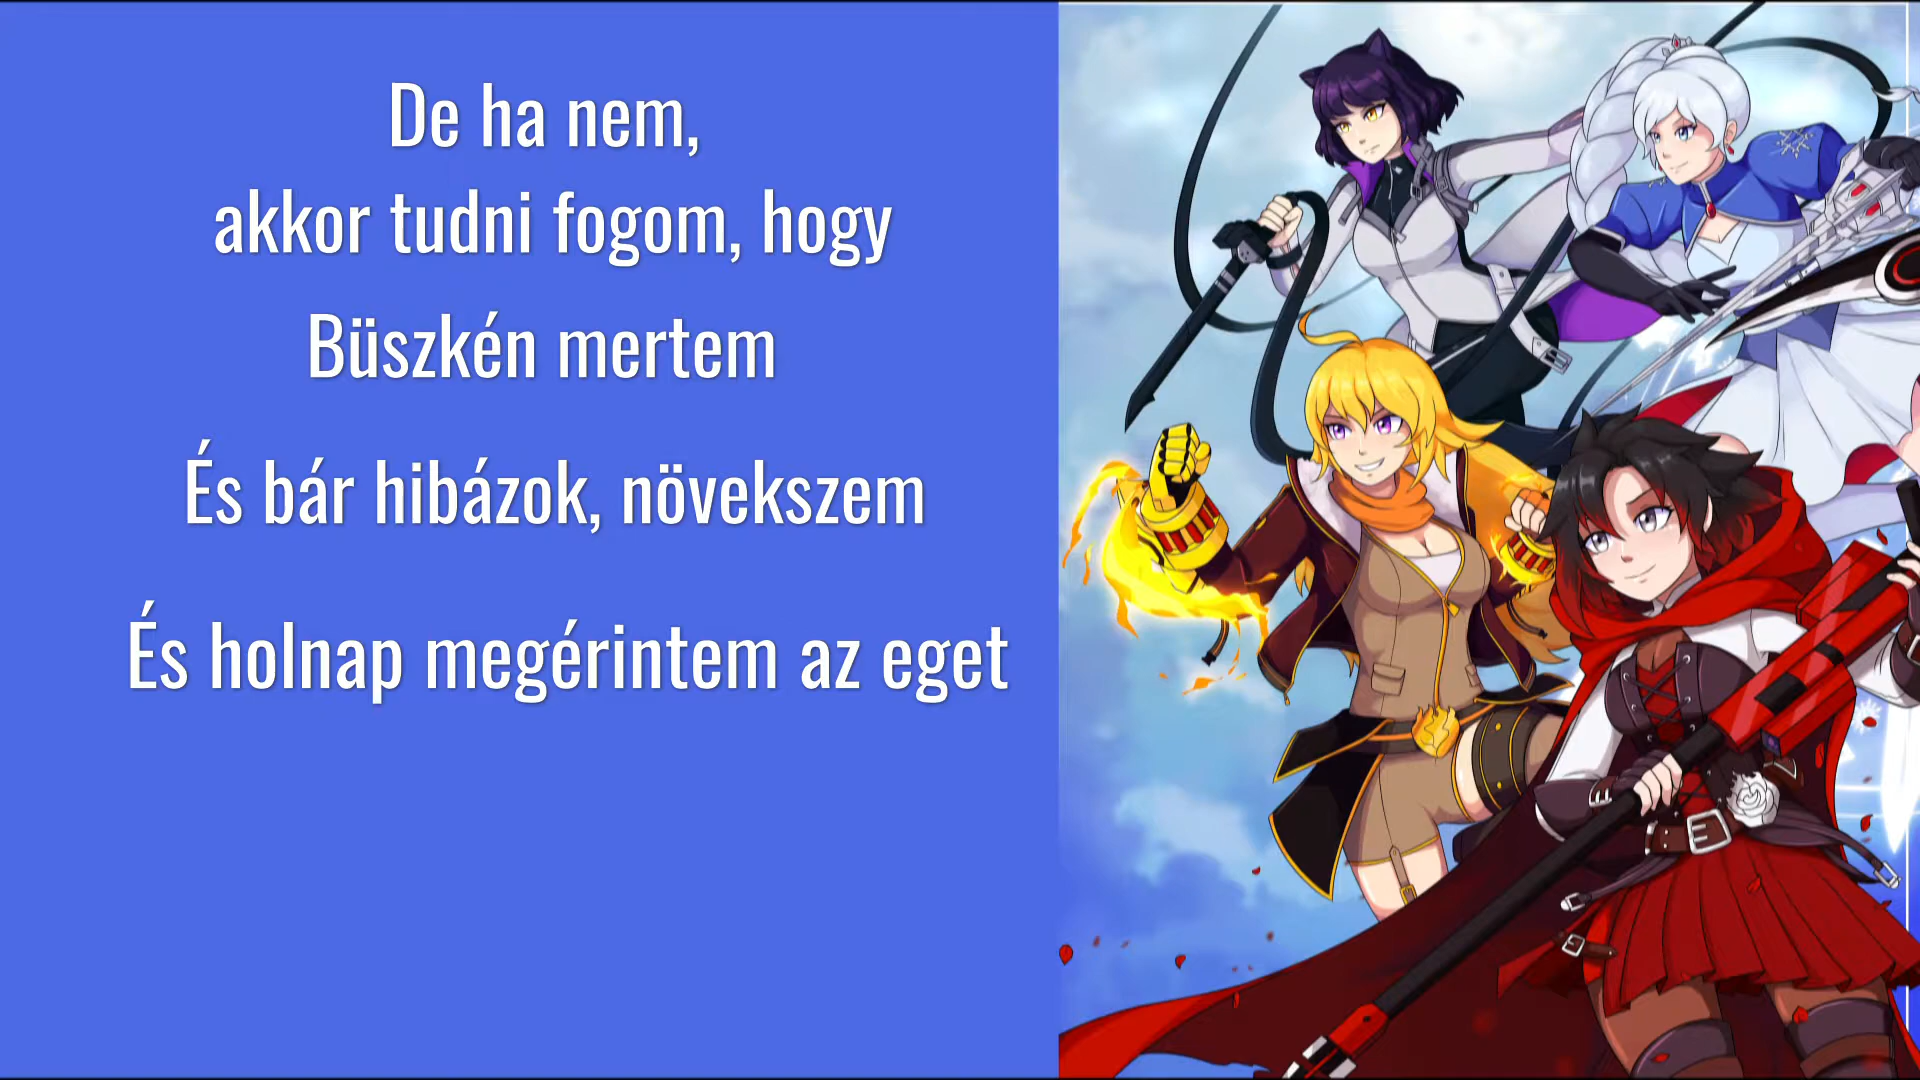 De ha nem,
akkor tudni fogom, hogy
Büszkén mertem
És bár hibázok, növekszem
És holnap megérintem az eget